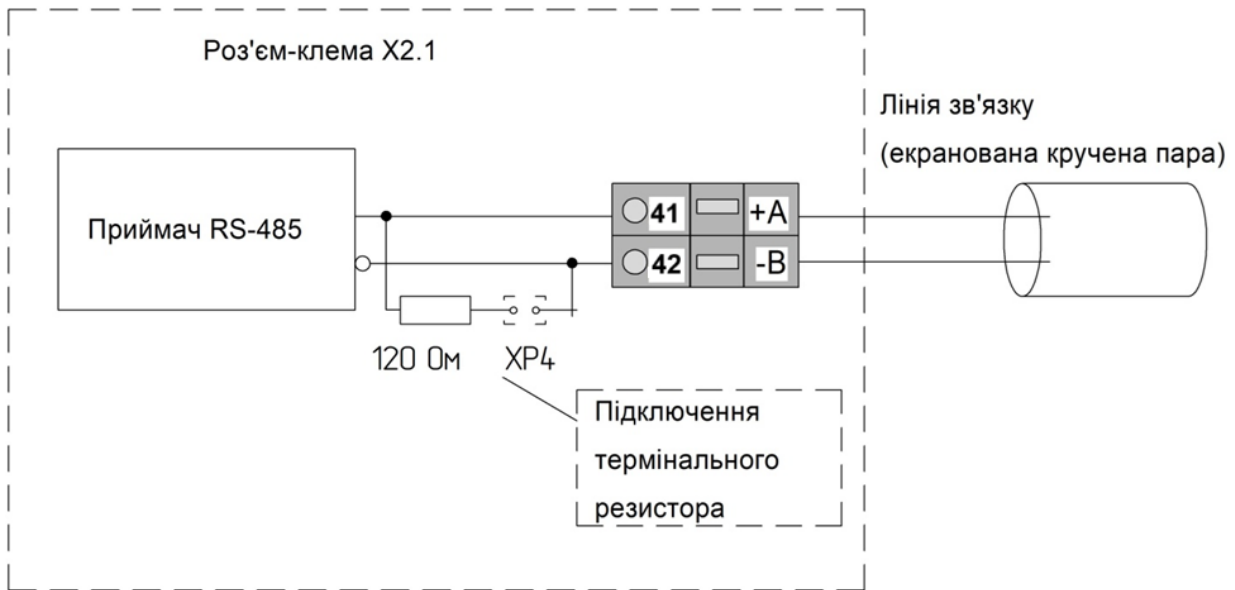 Роз'єм-клема X2.1
Лінія зв'язку
(екранована кручена пара)
Приймач RS-485
41 +A
42 -B
120 Ом XP4
Підключення
термінального
резистора